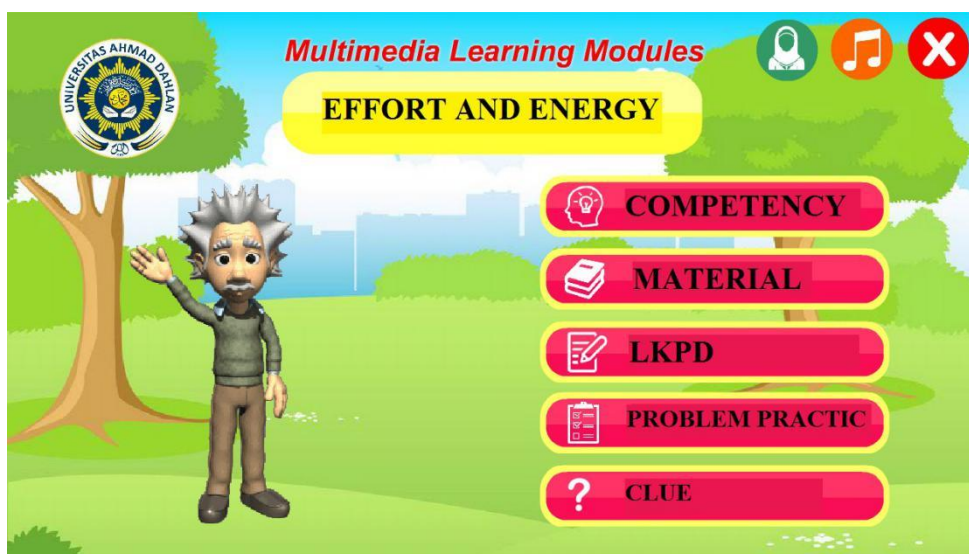 UNIVERSITAS AHMAD DAHLAN
Multimedia Learning Modules
EFFORT AND ENERGY
COMPETENCY
MATERIAL
LKPD
PROBLEM PRACTIC
CLUE